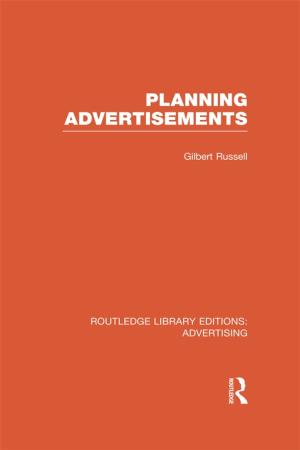 PLANNING
ADVERTISEMENTS
Gilbert Russell
ROUTLEDGE LIBRARY EDITIONS:
ADVERTISING
ROUTLEDGE